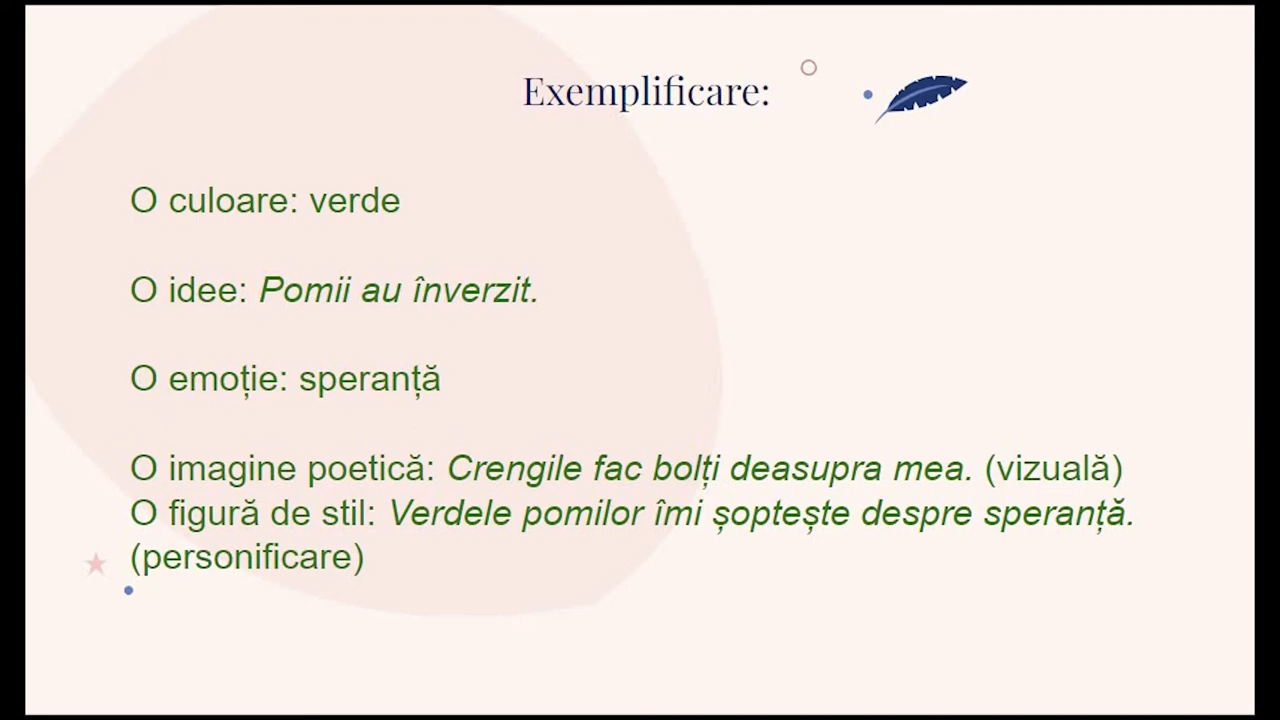 Exemplificare:
O culoare: verde
O idee: Pomii au înverzit.
O emoție: speranță
O imagine poetică: Crengile fac bolți deasupra mea. (vizuală)
O figură de stil: Verdele pomilor îmi șoptește despre speranță.
(personificare)